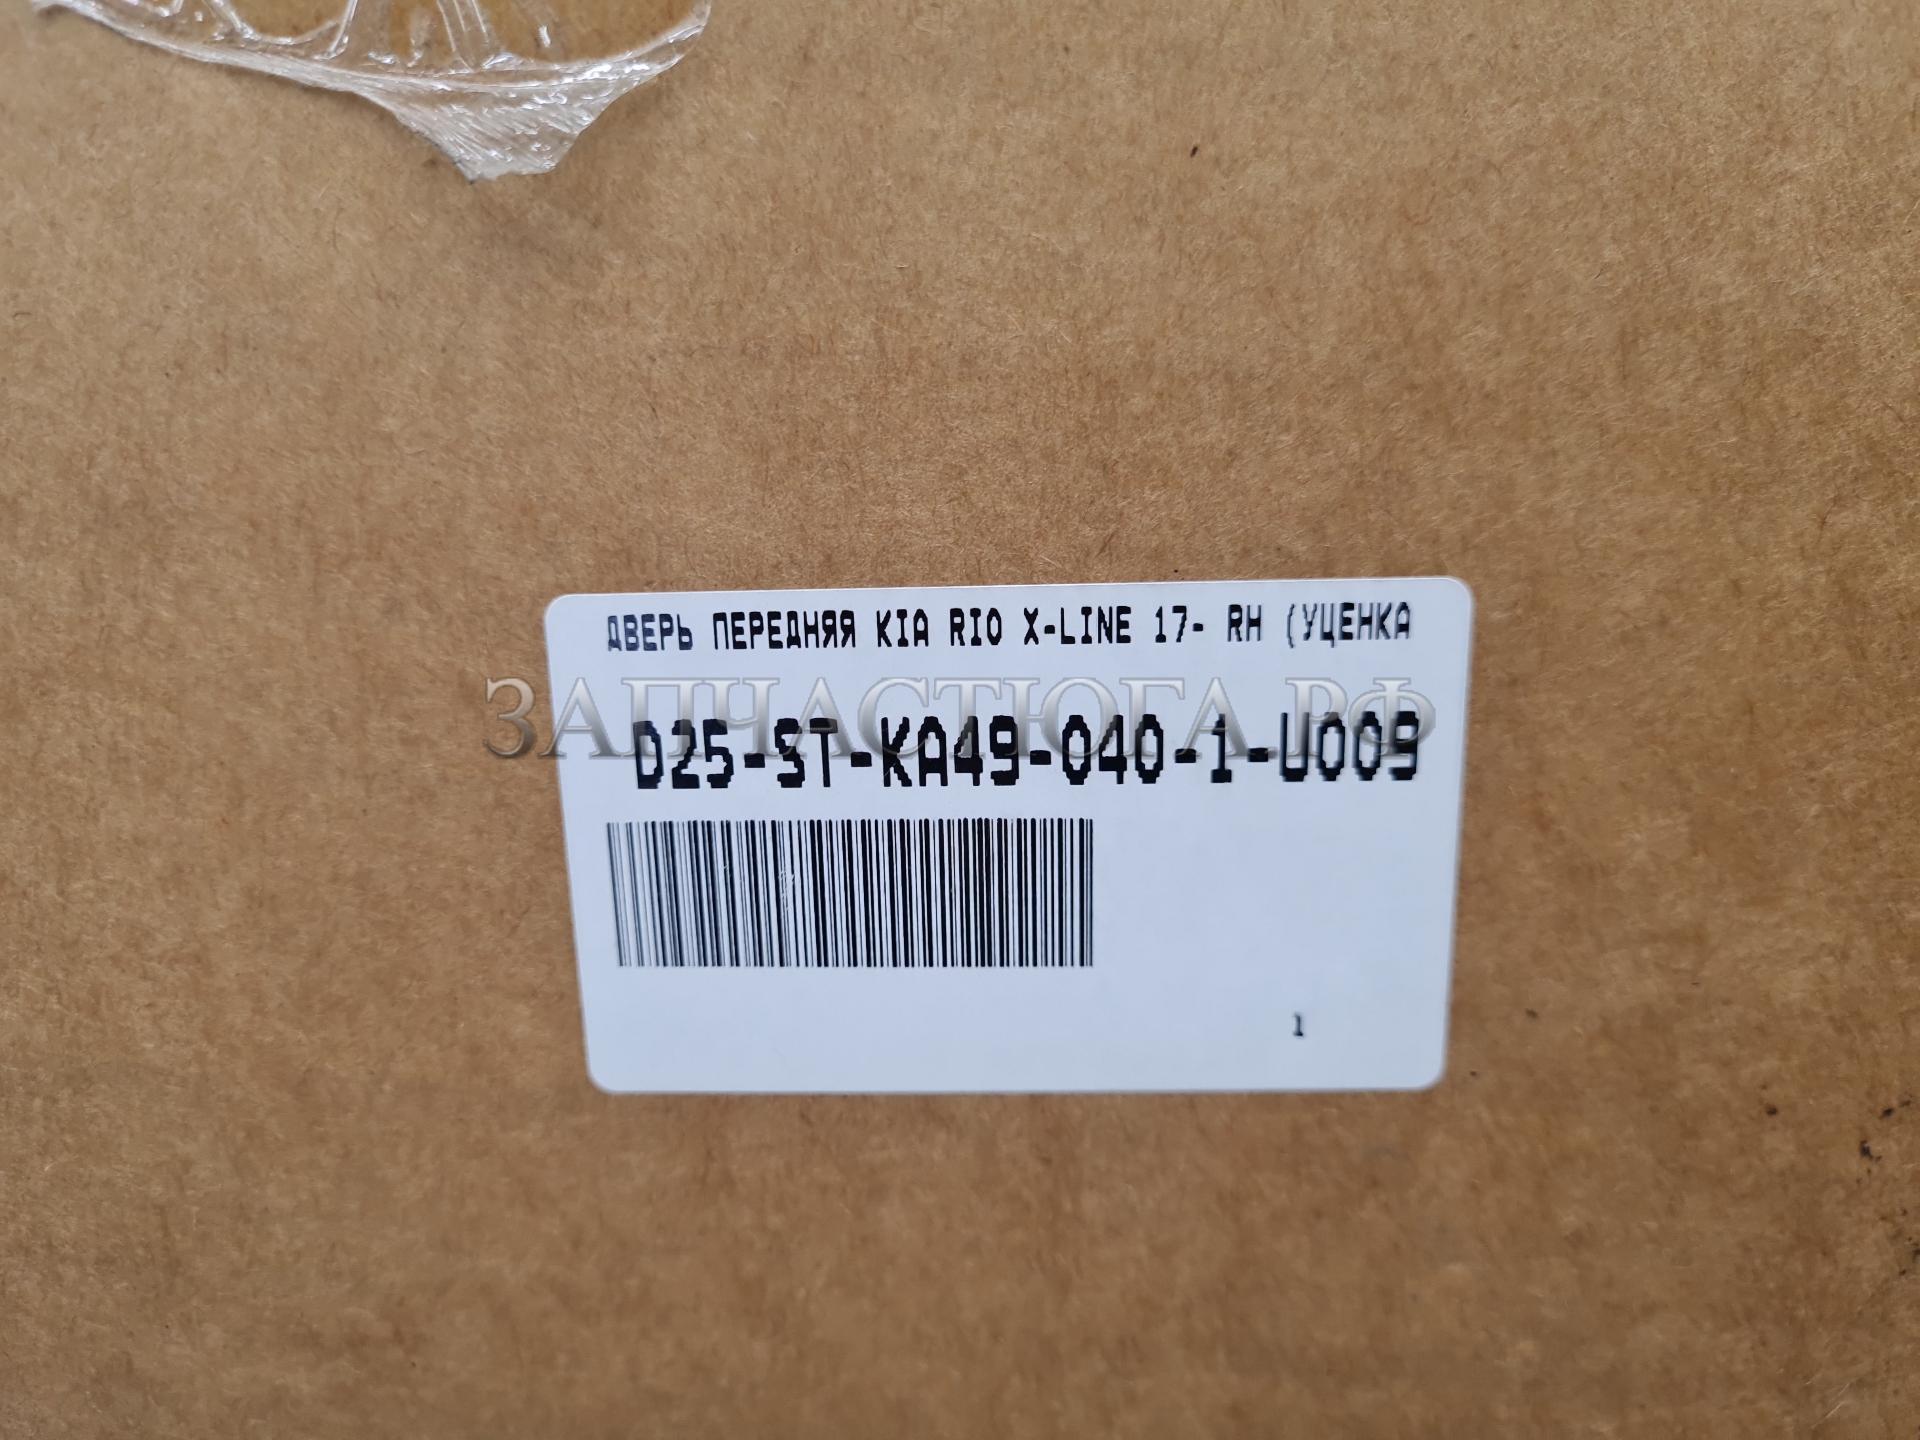 ДВЕРЬ ПЕРЕДНЯЯ KIA RIO X-LINE 17- RH (УЦЕНКА
ЗАПЧАСТЮГА.РФ
D25-ST-KA49-040-1-U009
1